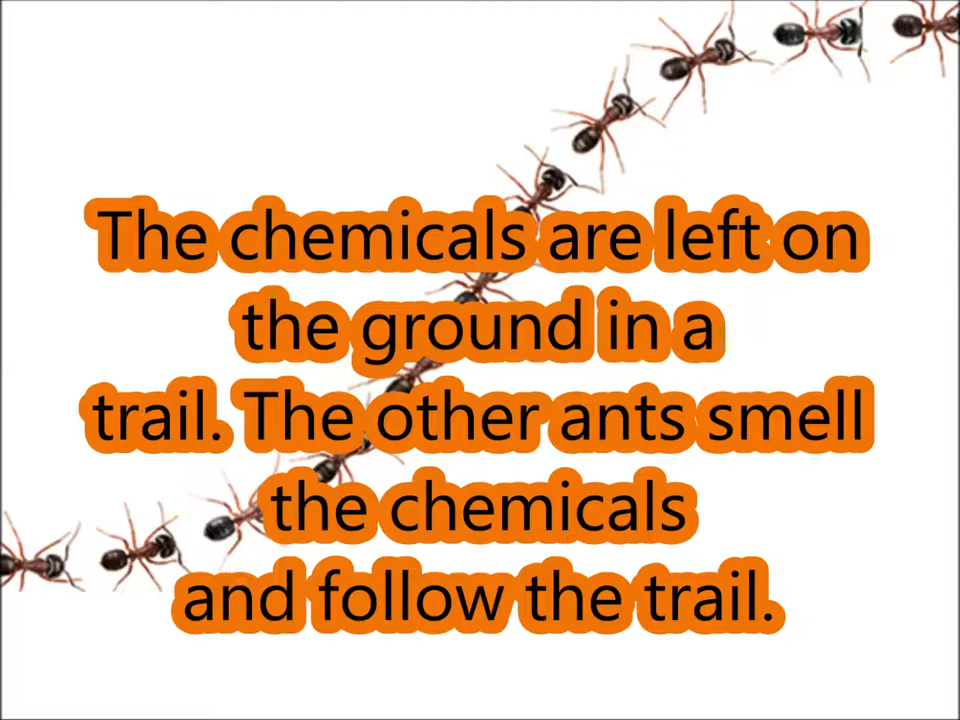 The chemicals are left on
the ground in a
trail. The other ants smell
the chemicals
and follow the trail.